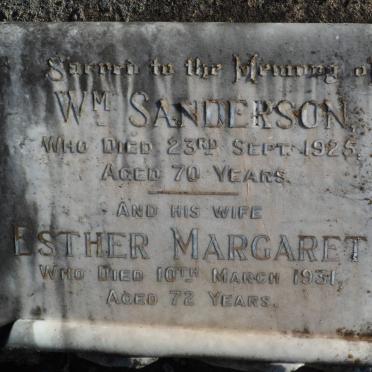 Sacred to the Memory of
WM SANDERSON,
WHO DIED 23RD SEPT. 1925,
AGED 70 YEARS.
AND HIS WIFE
ESTHER MARGARET
WHO DIED 10TH MARCH 1931,
AGED 72 YEARS.